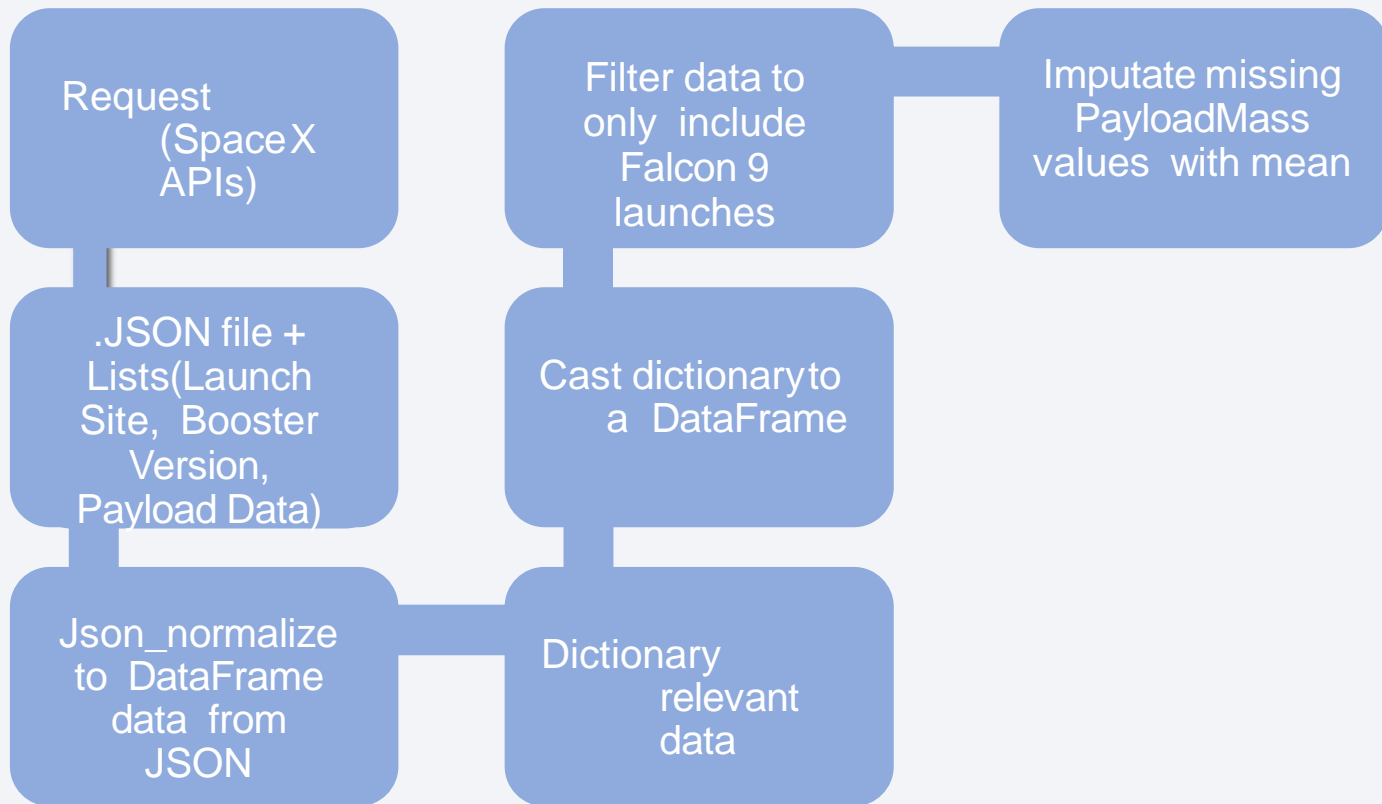 Request
(SpaceX
APIs)
.JSON file +
Lists(Launch
Site, Booster
Version,
Payload Data)
Json_normalize
to DataFrame
data from
JSON
Dictionary
relevant
data
Cast dictionary to
a DataFrame
Filter data to
only include
Falcon 9
launches
Imputate missing
PayloadMass
values with mean